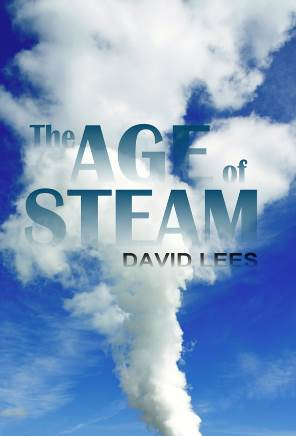 The AGE of
STEAM
DAVID LEES